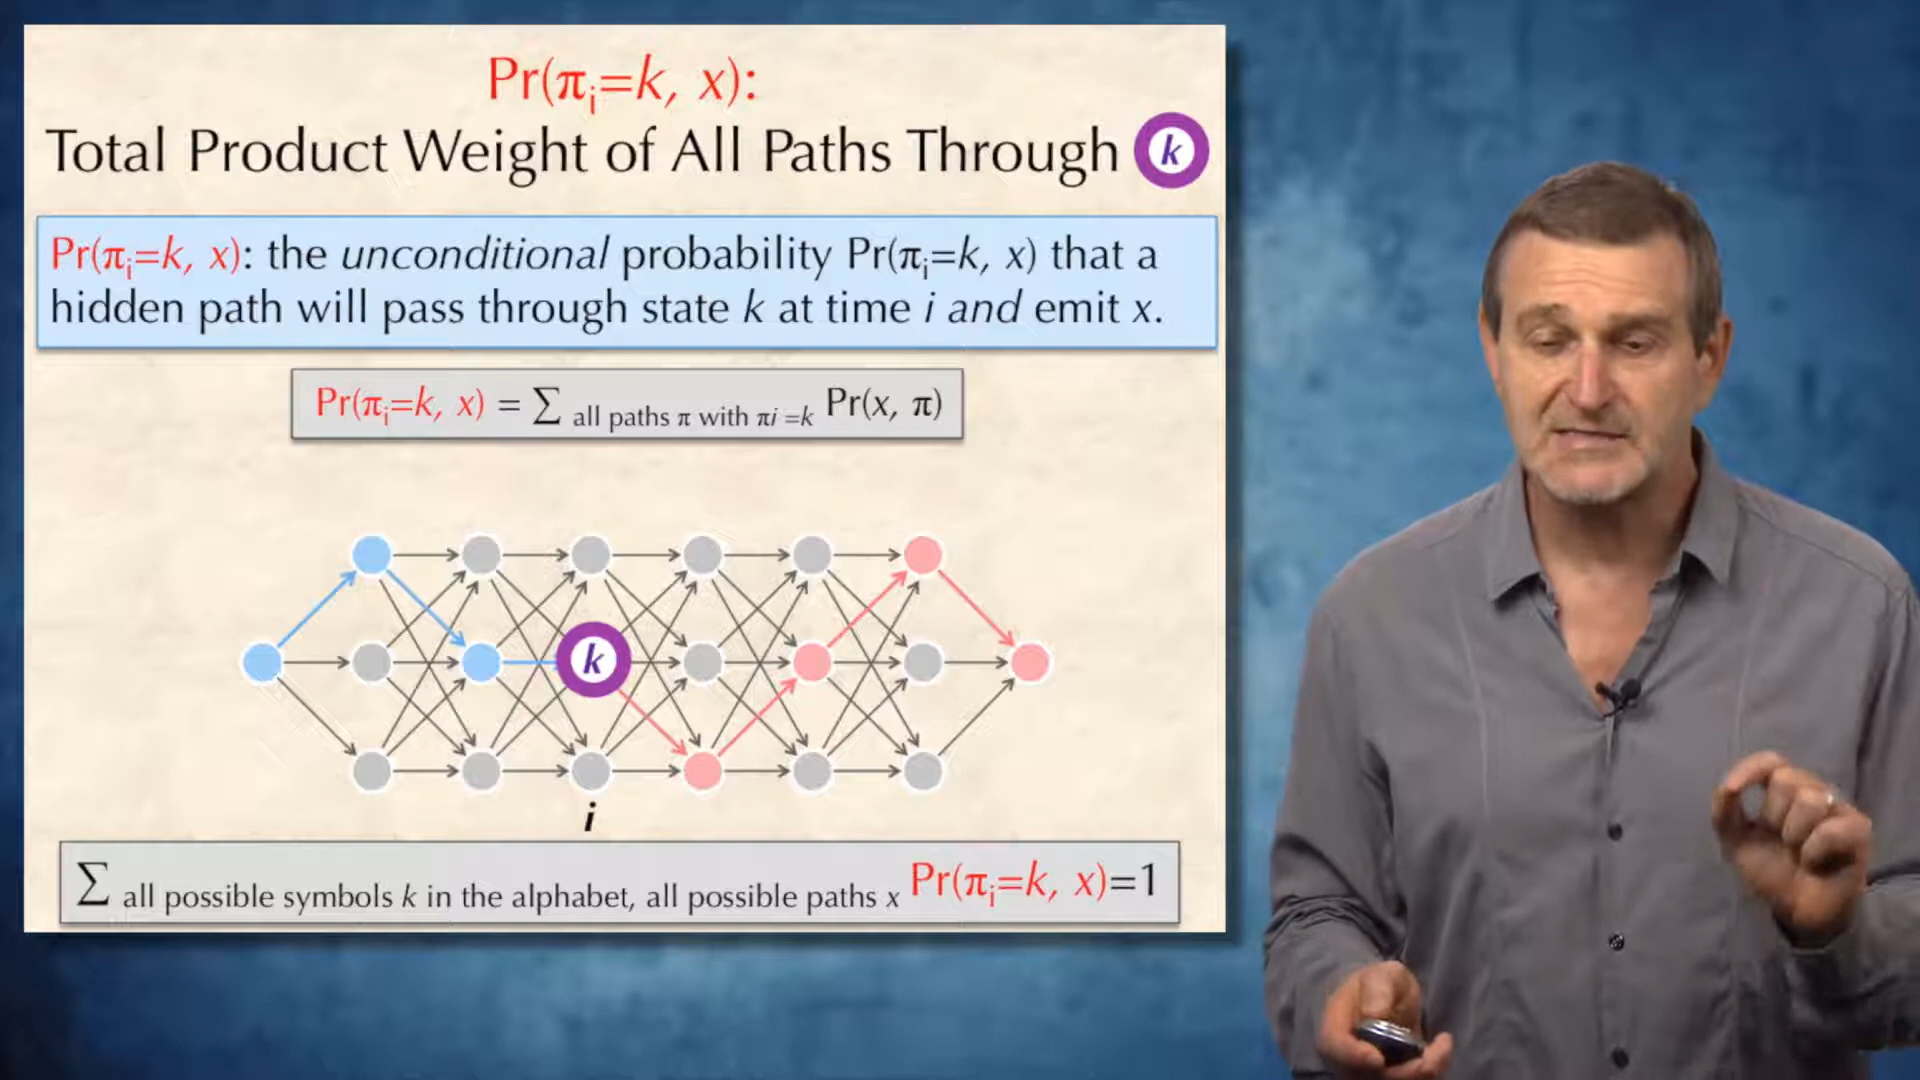 Pr(πi=k, x):
Total Product Weight of All Paths Through k
Pr(πi=k, x): the unconditional probability Pr(πi=k, x) that a
hidden path will pass through state k at time i and emit x.
Pr(πi=k, x) = ∑ all paths π with πi =k Pr(x, π)
k
i
∑ all possible symbols k in the alphabet, all possible paths x Pr(πi=k, x)=1